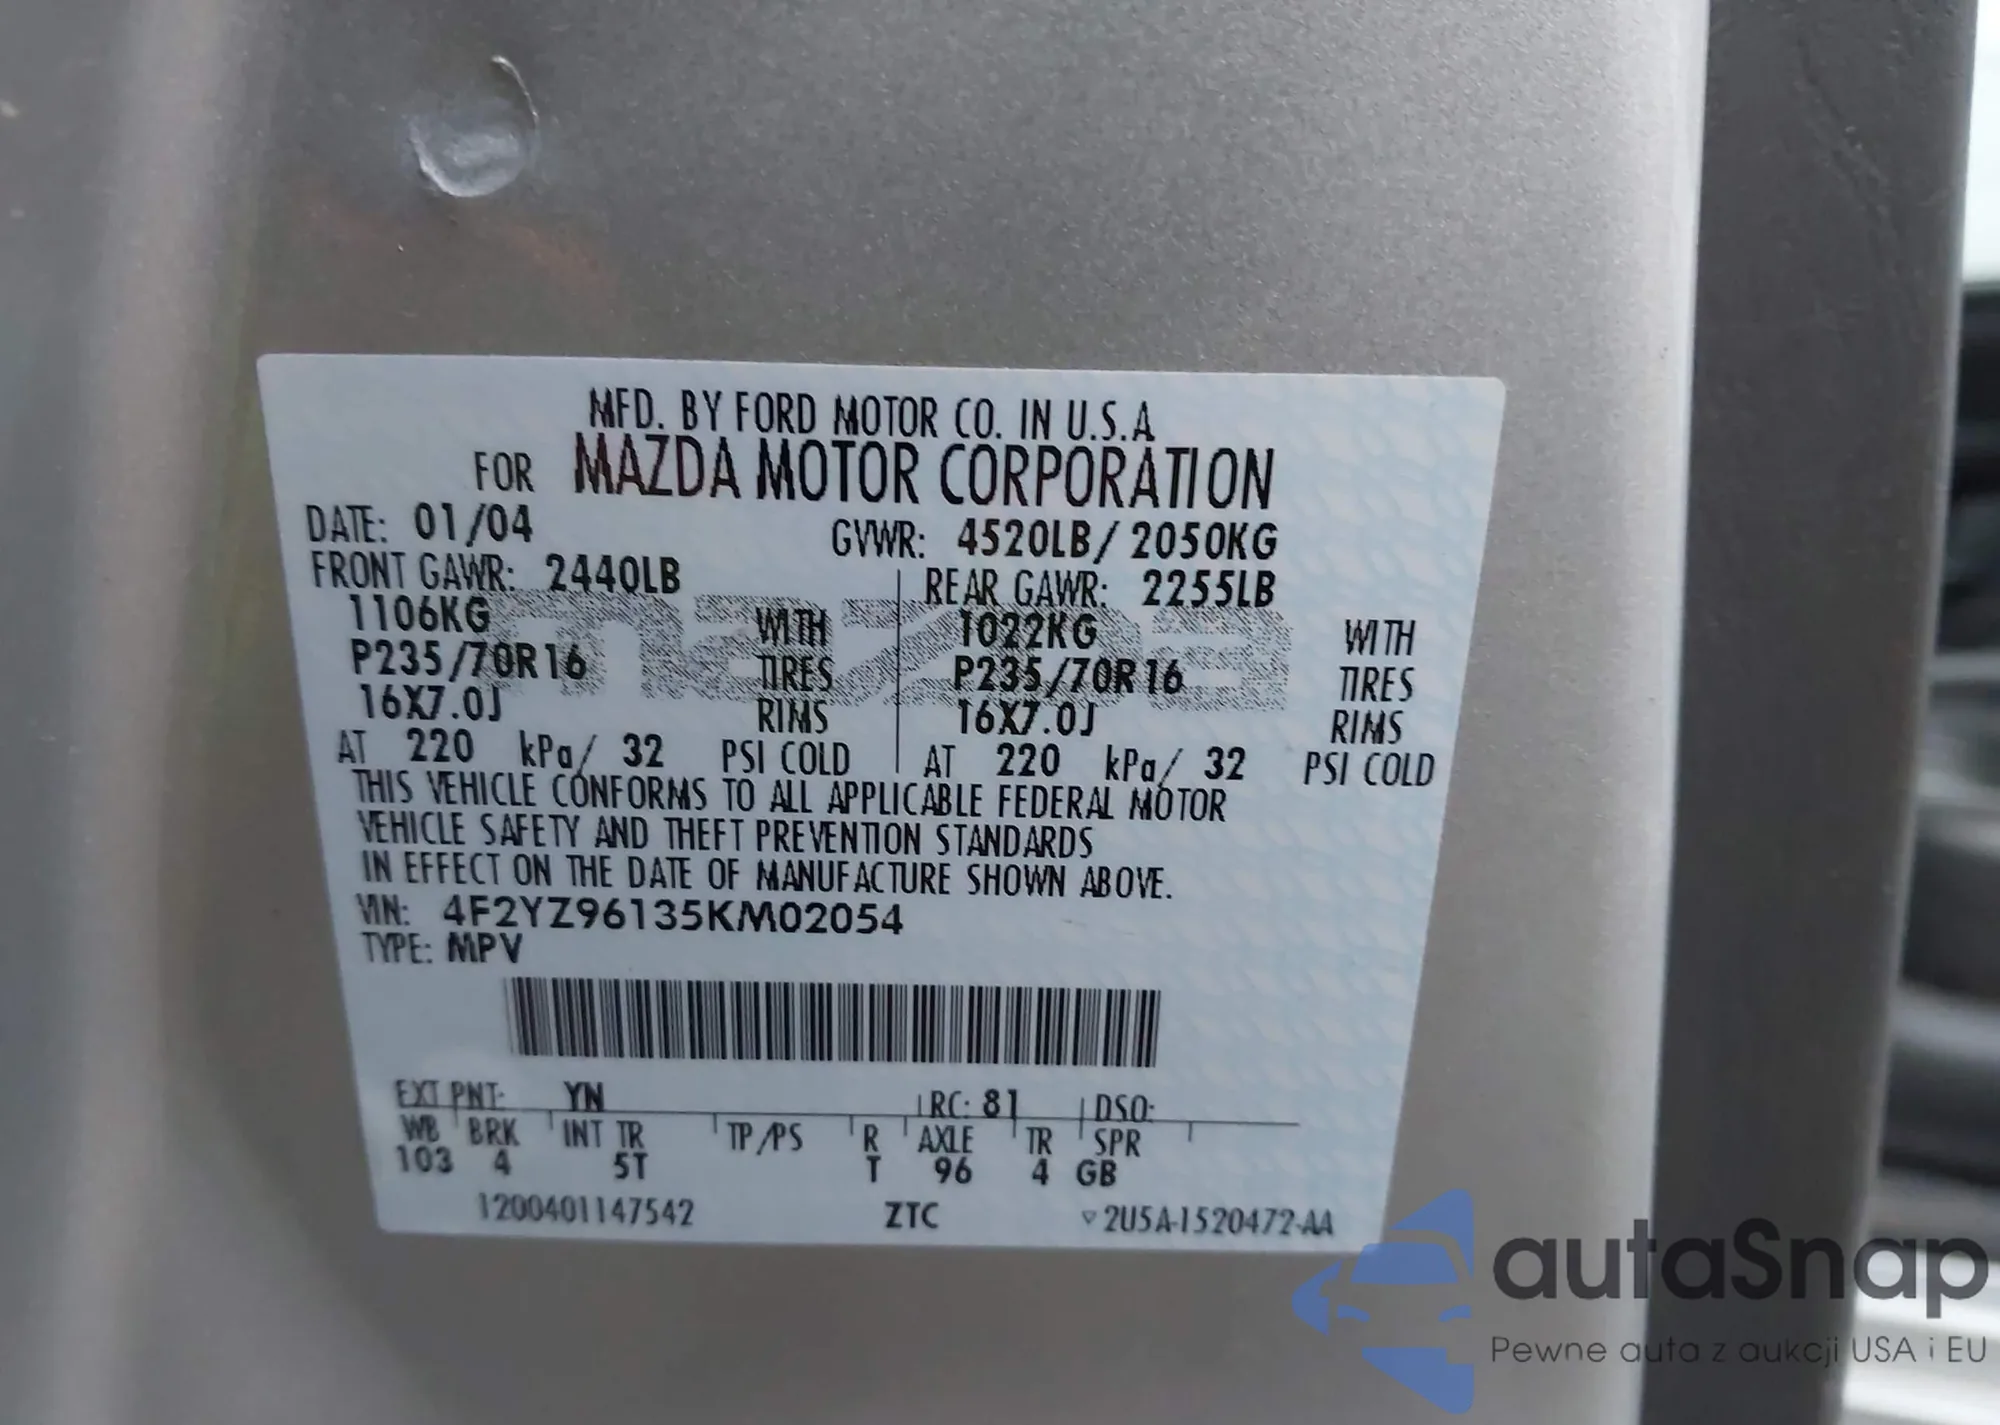 MFD. BY FORD MOTOR CO. IN U.S.A
FOR MAZDA MOTOR CORPORATION
DATE: 01/04 GVWR: 4520LB/ 2050KG
FRONT GAWR: 2440LB REAR GAWR: 2255LB
1106KG WITH 1022KG WITH
P235/70R16 TIRES P235/70R16 TIRES
16X7.0J RIMS 16X7.0J RIMS
AT 220 kPa/ 32 PSI COLD AT 220 kPa/ 32 PSI COLD
mazda
THIS VEHICLE CONFORMS TO ALL APPLICABLE FEDERAL MOTOR
VEHICLE SAFETY AND THEFT PREVENTION STANDARDS
IN EFFECT ON THE DATE OF MANUFACTURE SHOWN ABOVE.
VIN: 4F2YZ96135KM02054
TYPE: MPV
EXT PNT: YN RC: 81 DSO:
WB BRK INT TR TP/PS R AXLE TR SPR
103 4 5T T 96 4 GB
1200401147542 ZTC 2U5A-1520472-AA
autaSnap
Pewne auta z aukcji USA i EU